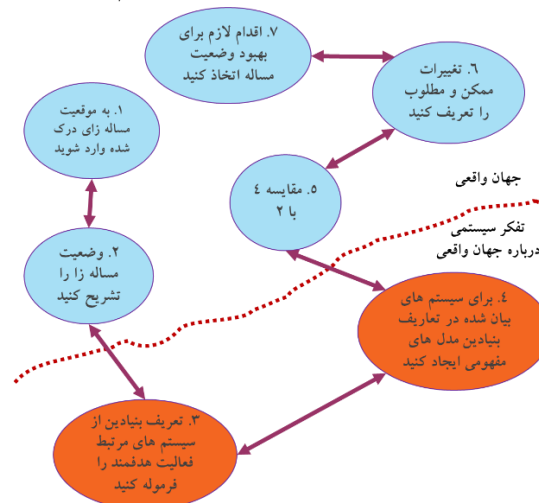 ۷. اقدام لازم برای
بهبود وضعیت
مساله اتخاذ کنید
۶. تغییرات
ممکن و مطلوب
را تعریف کنید
۱. به موقعیت
مساله زای درک
شده وارد شوید
۵. مقایسه ۴
با ۲
جهان واقعی
تفکر سیستمی
درباره جهان واقعی
۲. وضعیت
مساله زا را
تشریح کنید
۴. برای سیستم های
بیان شده در تعاریف
بنیادین مدل های
مفهومی ایجاد کنید
۳. تعریف بنیادین از
سیستم های مرتبط
فعالیت هدفمند را
فرموله کنید